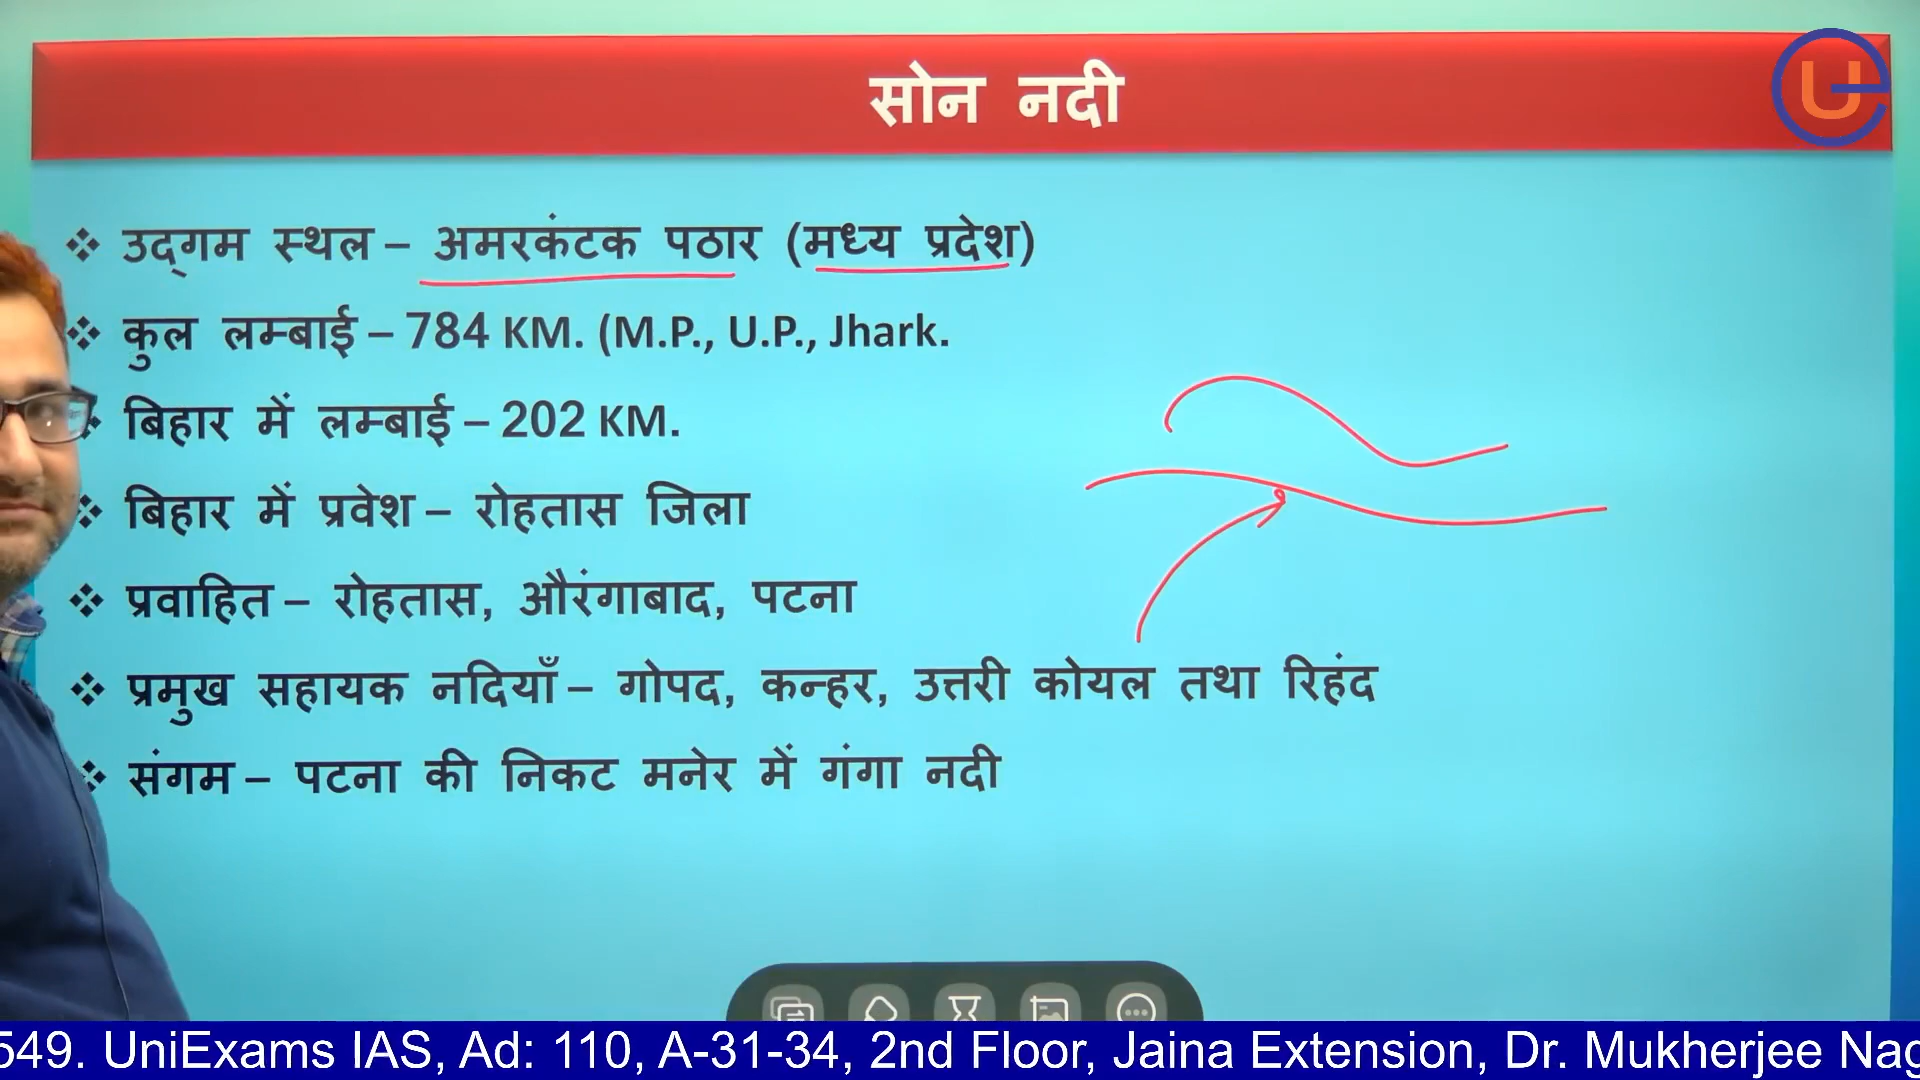 सोन नदी
उद्गम स्थल – अमरकंटक पठार (मध्य प्रदेश)
कुल लम्बाई – 784 KM. (M.P., U.P., Jhark.
बिहार में लम्बाई – 202 KM.
बिहार में प्रवेश – रोहतास जिला
प्रवाहित – रोहतास, औरंगाबाद, पटना
प्रमुख सहायक नदियाँ – गोपद, कन्हर, उत्तरी कोयल तथा रिहंद
संगम – पटना की निकट मनेर में गंगा नदी
549. UniExams IAS, Ad: 110, A-31-34, 2nd Floor, Jaina Extension, Dr. Mukherjee Nag